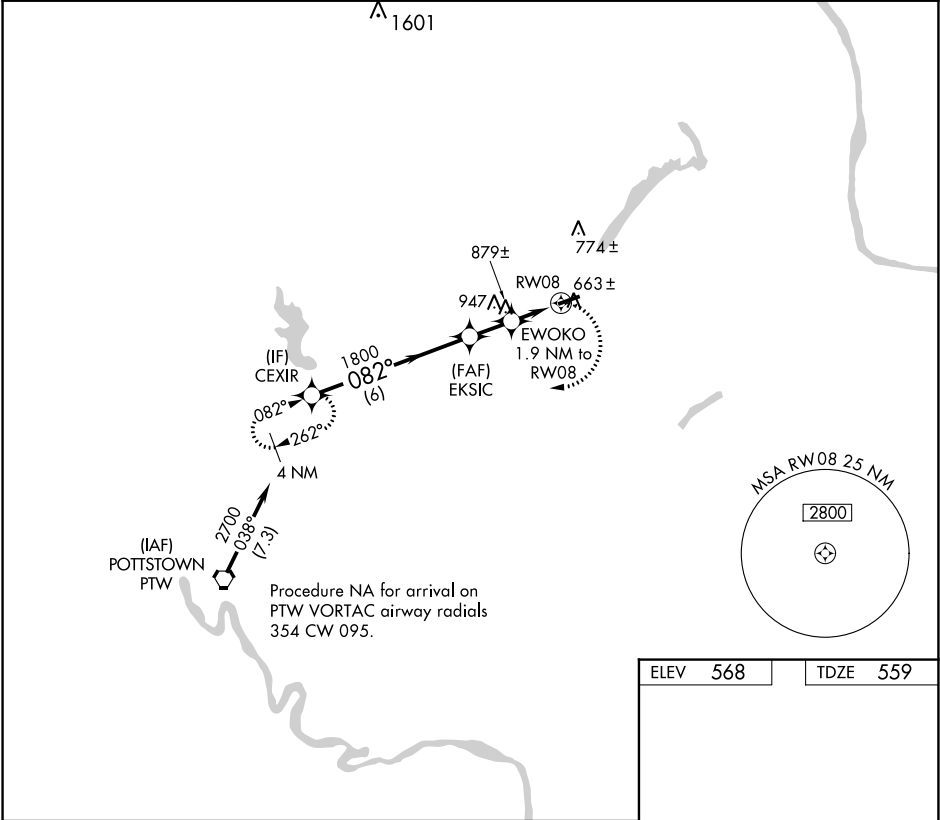 1601
774±
879±
RW08
663±
947
EWOKO
1.9 NM to
RW08
(IF)
CEXIR
1800
082°
(6)
(FAF)
EKSIC
082°
262°
4 NM
MSA RW08 25 NM
2800
2700
038°
(7.3)
(IAF)
POTTSTOWN
PTW
Procedure NA for arrival on
PTW VORTAC airway radials
354 CW 095.
ELEV 568
TDZE 559